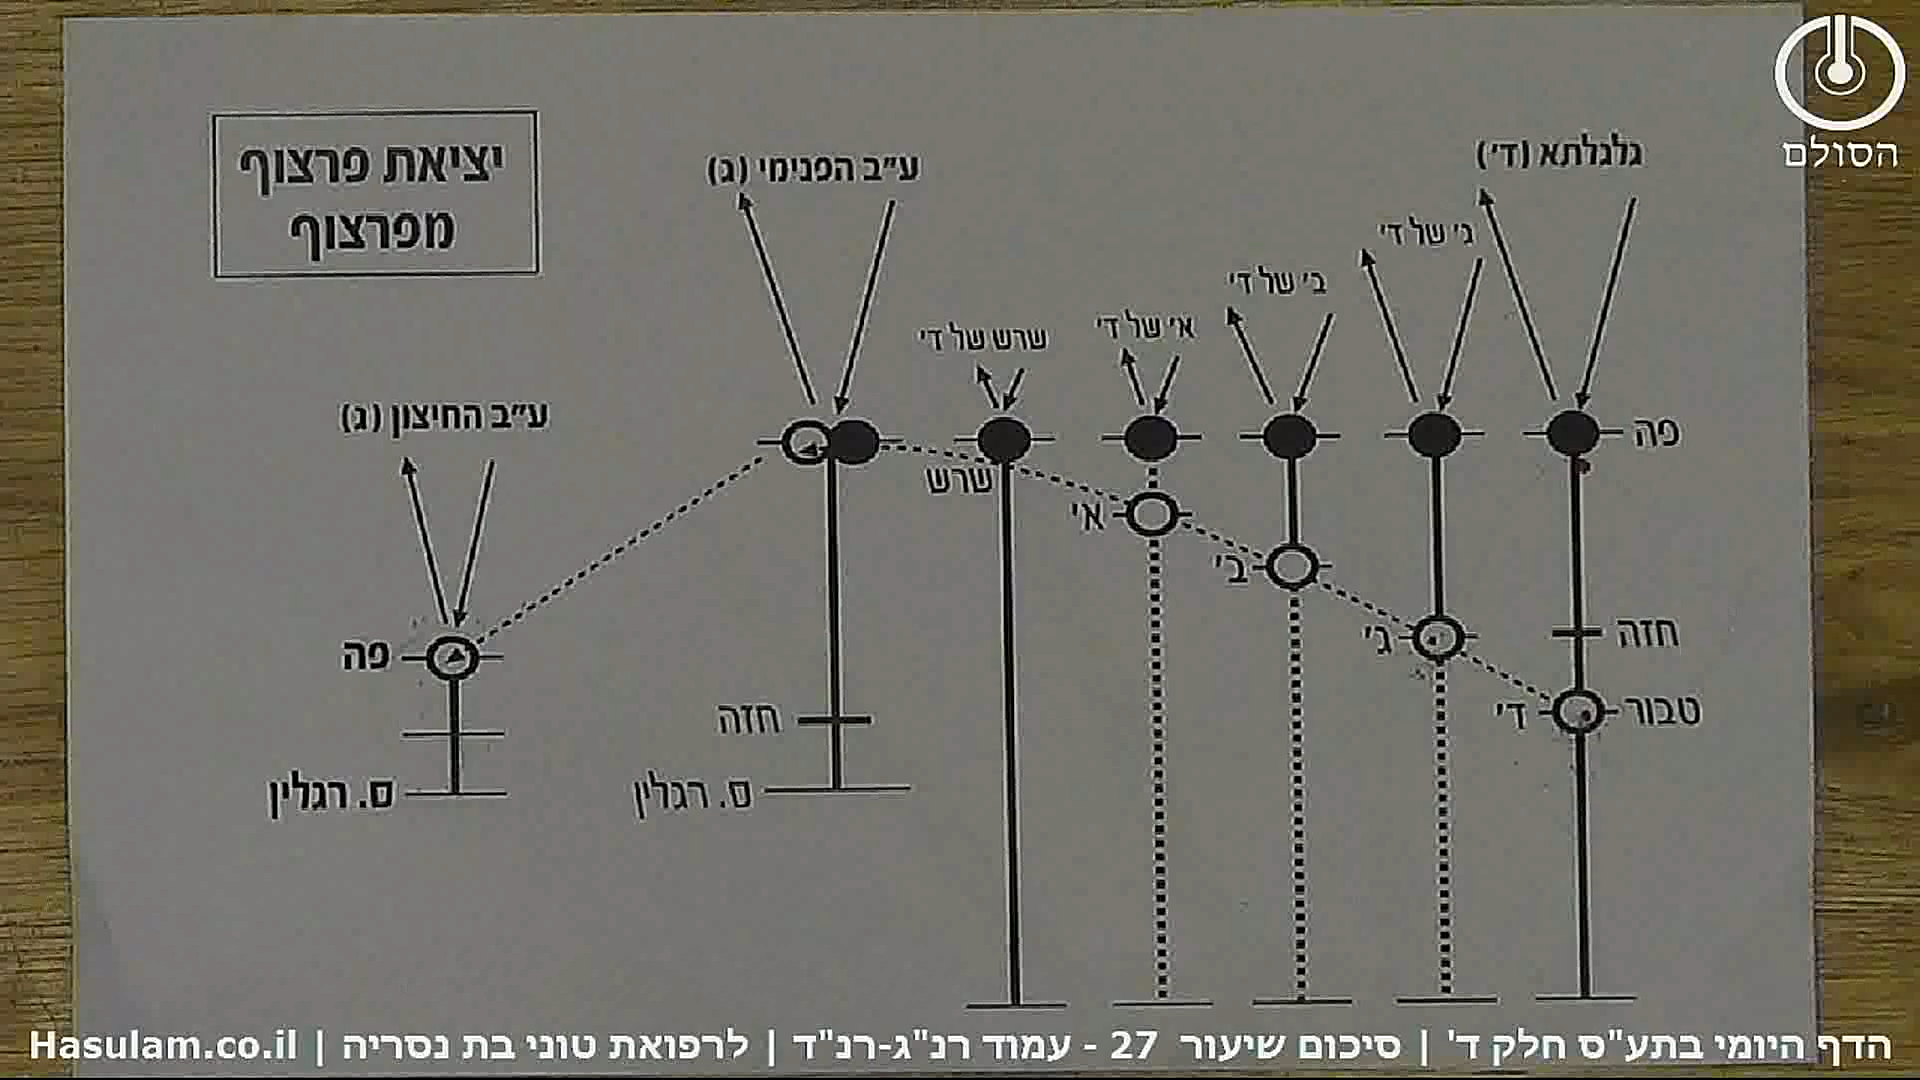 הסולם
יציאת פרצוף
מפרצוף
גלגלתא (ד')
ג' של ד'
ב' של ד'
א' של ד'
שרש של ד'
ע"ב הפנימי (ג)
ע"ב החיצון (ג)
פה
שרש
א'
ב'
ג'
חזה
ד'
טבור
חזה
ס. רגלין
פה
ס. רגלין
הדף היומי בתע"ס חלק ד' | סיכום שיעור 27 - עמוד רנ"ג-רנ"ד | לרפואת טוני בת נסריה | Hasulam.co.il